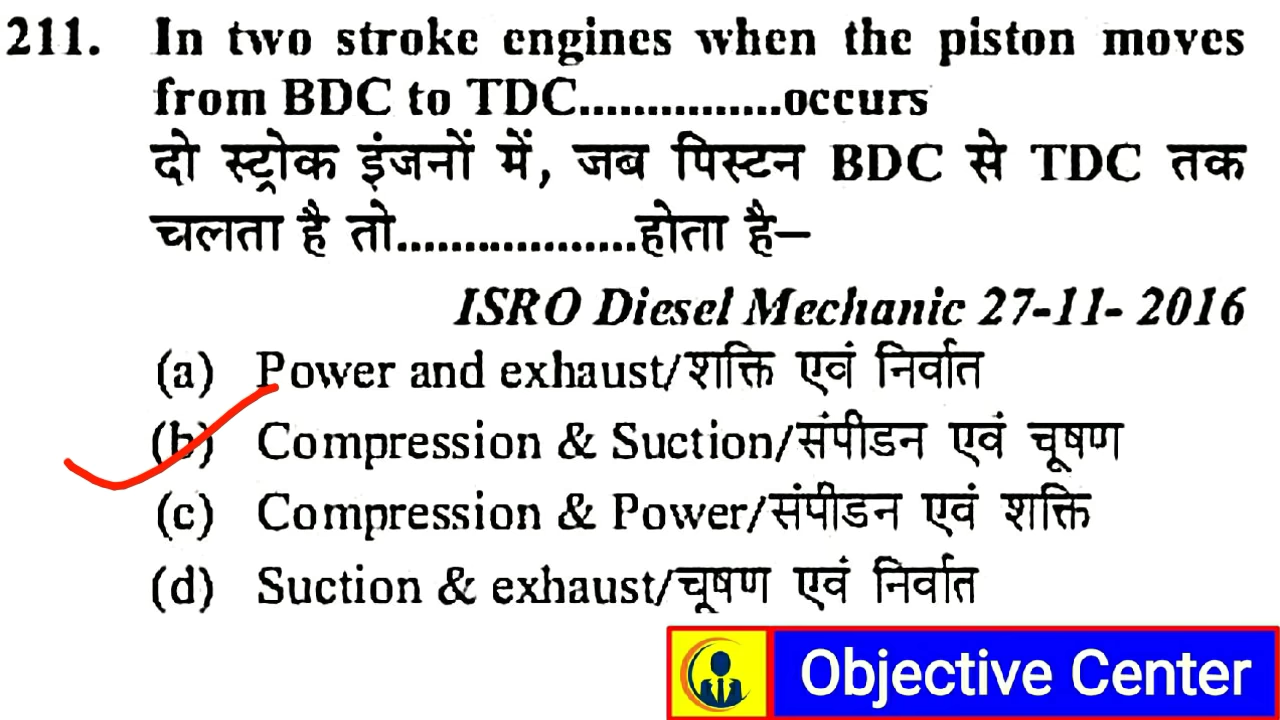 211. In two stroke engines when the piston moves
from BDC to TDC...............occurs
दो स्ट्रोक इंजनों में, जब पिस्टन BDC से TDC तक
चलता है तो..................होता है–
ISRO Diesel Mechanic 27-11- 2016
(a) Power and exhaust/शक्ति एवं निर्वात
(b) Compression & Suction/संपीडन एवं चूषण
(c) Compression & Power/संपीडन एवं शक्ति
(d) Suction & exhaust/चूषण एवं निर्वात
Objective Center